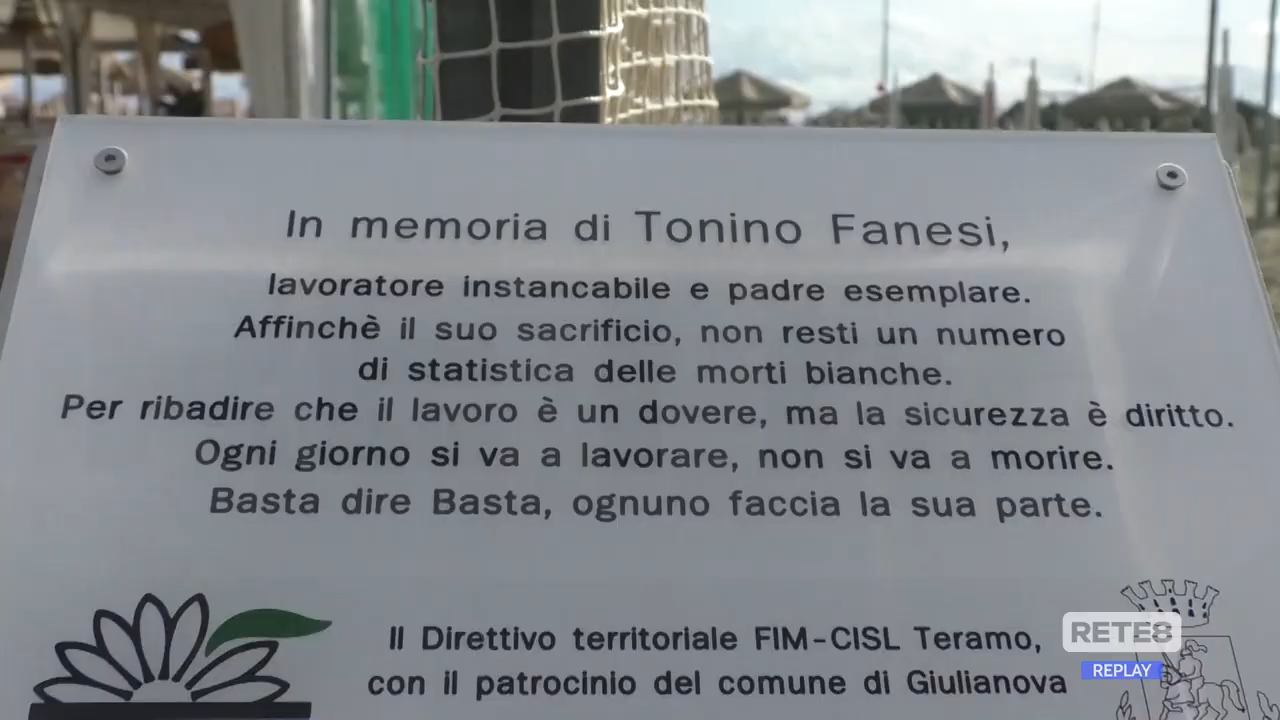 In memoria di Tonino Fanesi,
lavoratore instancabile e padre esemplare.
Affinchè il suo sacrificio, non resti un numero
di statistica delle morti bianche.
Per ribadire che il lavoro è un dovere, ma la sicurezza è diritto.
Ogni giorno si va a lavorare, non si va a morire.
Basta dire Basta, ognuno faccia la sua parte.
Il Direttivo territoriale FIM-CISL Teramo,
con il patrocinio del comune di Giulianova
RETE8
REPLAY